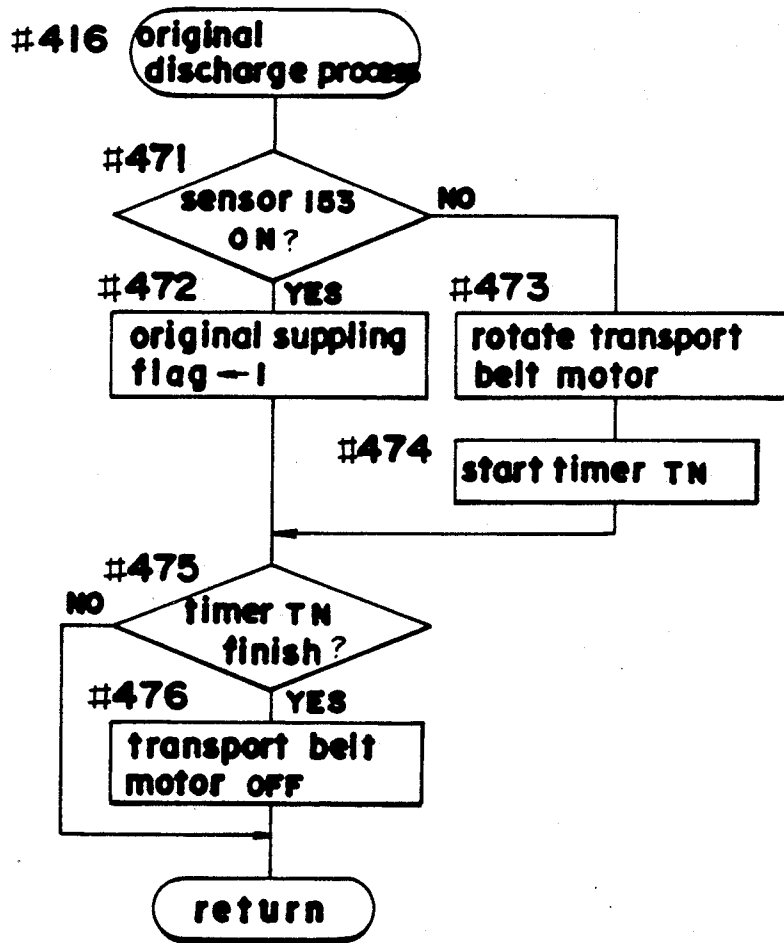 #416 original
discharge process
#471
sensor 153
ON?
NO
#472
YES
#473
original suppling
flag ← 1
rotate transport
belt motor
#474
start timer TN
#475
NO
timer TN
finish?
#476
YES
transport belt
motor OFF
return